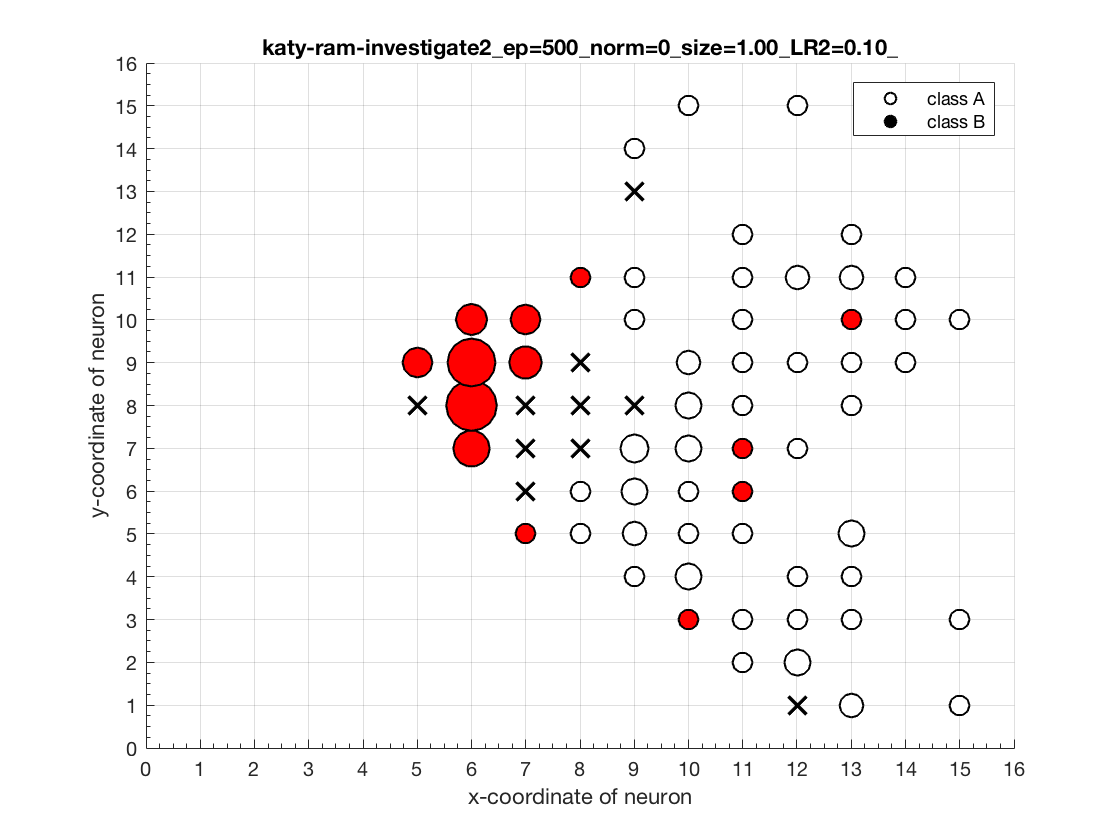 katy-ram-investigate2_ep=500_norm=0_size=1.00_LR2=0.10_
class A
class B
16
15
14
13
12
11
10
9
8
7
6
5
4
3
2
1
0
y-coordinate of neuron
0 1 2 3 4 5 6 7 8 9 10 11 12 13 14 15 16
x-coordinate of neuron